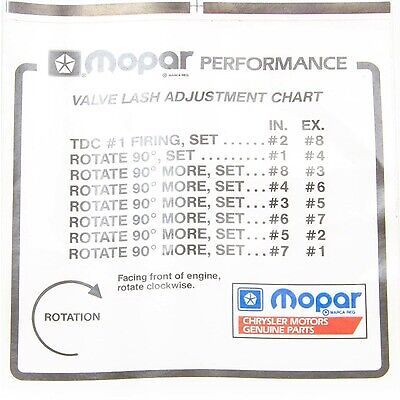 mopar PERFORMANCE
MARCA REG.
VALVE LASH ADJUSTMENT CHART
IN. EX.
TDC #1 FIRING, SET ...... #2 #8
ROTATE 90°, SET .... #1 #4
ROTATE 90° MORE, SET... #8 #3
ROTATE 90° MORE, SET... #4 #6
ROTATE 90° MORE, SET... #3 #5
ROTATE 90° MORE, SET... #6 #7
ROTATE 90° MORE, SET... #5 #2
ROTATE 90° MORE, SET... #7 #1
Facing front of engine,
rotate clockwise.
ROTATION
mopar
MARCA REG.
CHRYSLER MOTORS
GENUINE PARTS